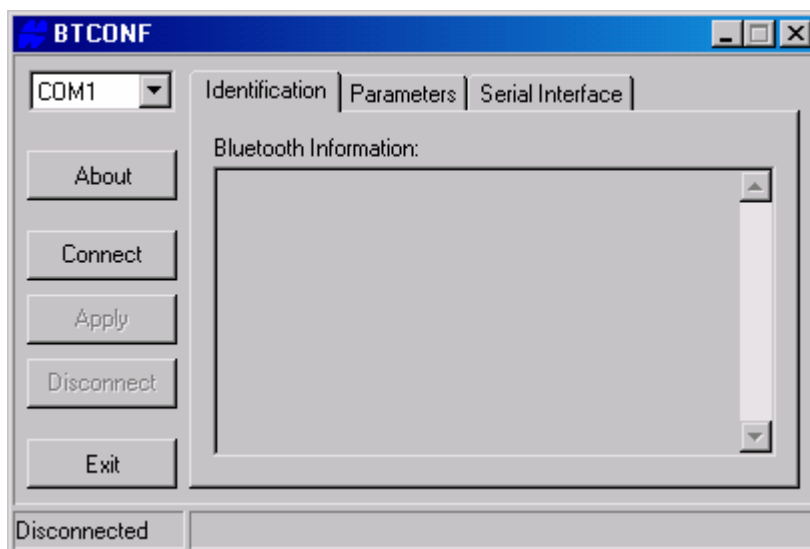 BTCONF
COM1
Identification
Parameters
Serial Interface
Bluetooth Information:
About
Connect
Apply
Disconnect
Exit
Disconnected